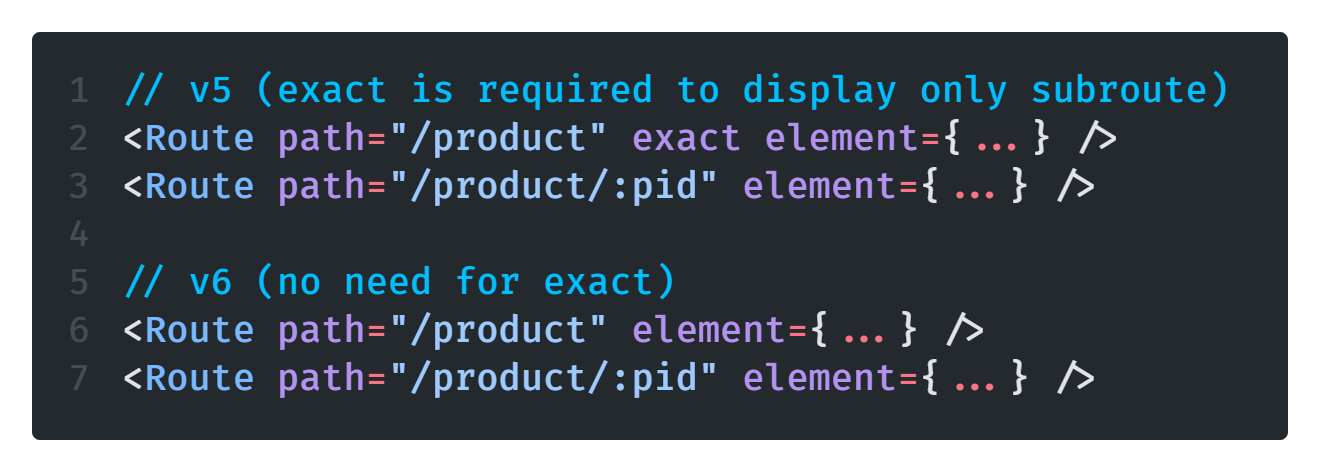 1 // v5 (exact is required to display only subroute)
2 <Route path="/product" exact element={ ... } />
3 <Route path="/product/:pid" element={ ... } />
4
5 // v6 (no need for exact)
6 <Route path="/product" element={ ... } />
7 <Route path="/product/:pid" element={ ... } />